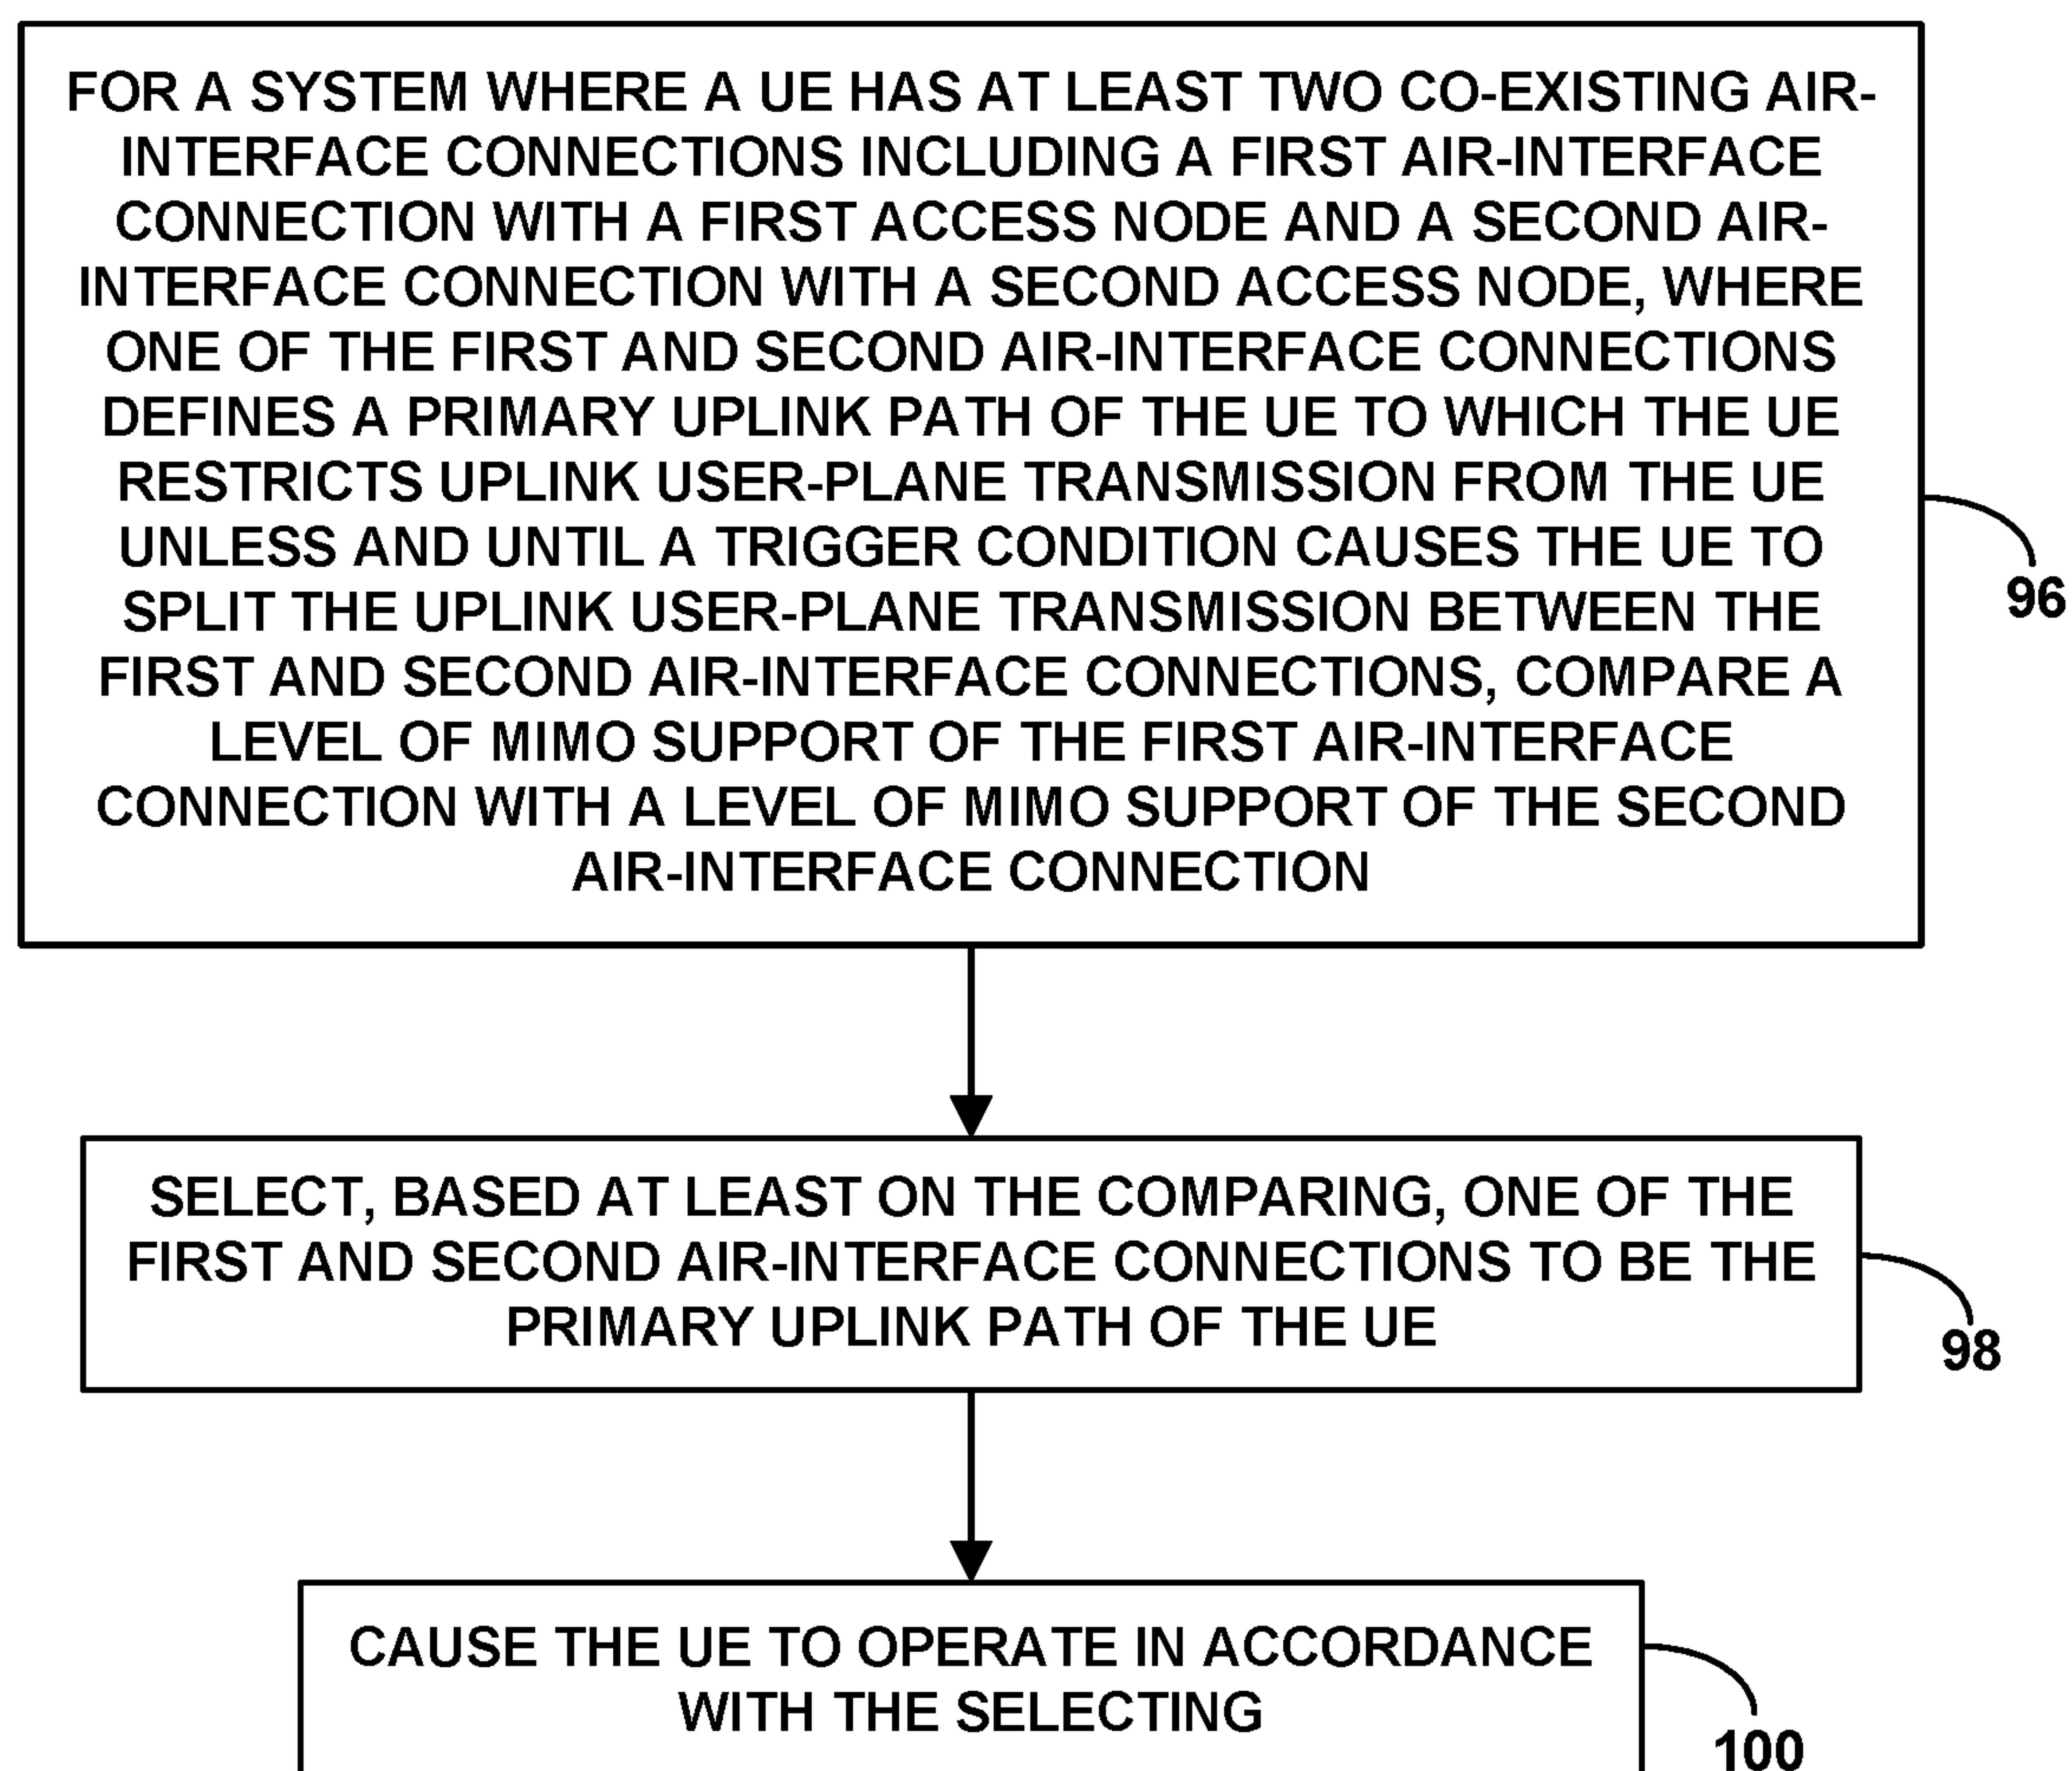 FOR A SYSTEM WHERE A UE HAS AT LEAST TWO CO-EXISTING AIR-
INTERFACE CONNECTIONS INCLUDING A FIRST AIR-INTERFACE
CONNECTION WITH A FIRST ACCESS NODE AND A SECOND AIR-
INTERFACE CONNECTION WITH A SECOND ACCESS NODE, WHERE
ONE OF THE FIRST AND SECOND AIR-INTERFACE CONNECTIONS
DEFINES A PRIMARY UPLINK PATH OF THE UE TO WHICH THE UE
RESTRICTS UPLINK USER-PLANE TRANSMISSION FROM THE UE
UNLESS AND UNTIL A TRIGGER CONDITION CAUSES THE UE TO
SPLIT THE UPLINK USER-PLANE TRANSMISSION BETWEEN THE
FIRST AND SECOND AIR-INTERFACE CONNECTIONS, COMPARE A
LEVEL OF MIMO SUPPORT OF THE FIRST AIR-INTERFACE
CONNECTION WITH A LEVEL OF MIMO SUPPORT OF THE SECOND
AIR-INTERFACE CONNECTION
96
SELECT, BASED AT LEAST ON THE COMPARING, ONE OF THE
FIRST AND SECOND AIR-INTERFACE CONNECTIONS TO BE THE
PRIMARY UPLINK PATH OF THE UE
98
CAUSE THE UE TO OPERATE IN ACCORDANCE
WITH THE SELECTING
100